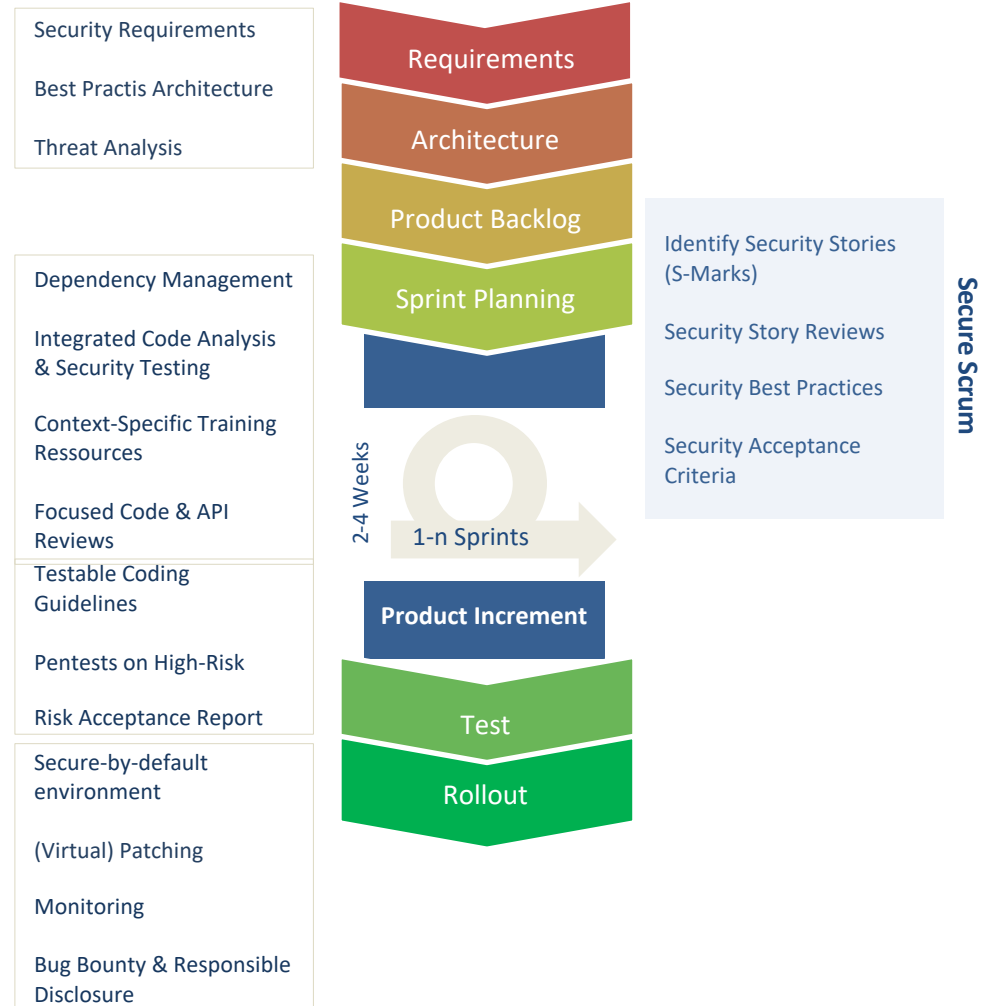 Security Requirements
Best Practis Architecture
Threat Analysis
Dependency Management
Integrated Code Analysis
& Security Testing
Context-Specific Training
Ressources
Focused Code & API
Reviews
Testable Coding
Guidelines
Pentests on High-Risk
Risk Acceptance Report
Secure-by-default
environment
(Virtual) Patching
Monitoring
Bug Bounty & Responsible
Disclosure
Requirements
Architecture
Product Backlog
Sprint Planning
2-4 Weeks
1-n Sprints
Product Increment
Test
Rollout
Identify Security Stories
(S-Marks)
Security Story Reviews
Security Best Practices
Security Acceptance
Criteria
Secure Scrum